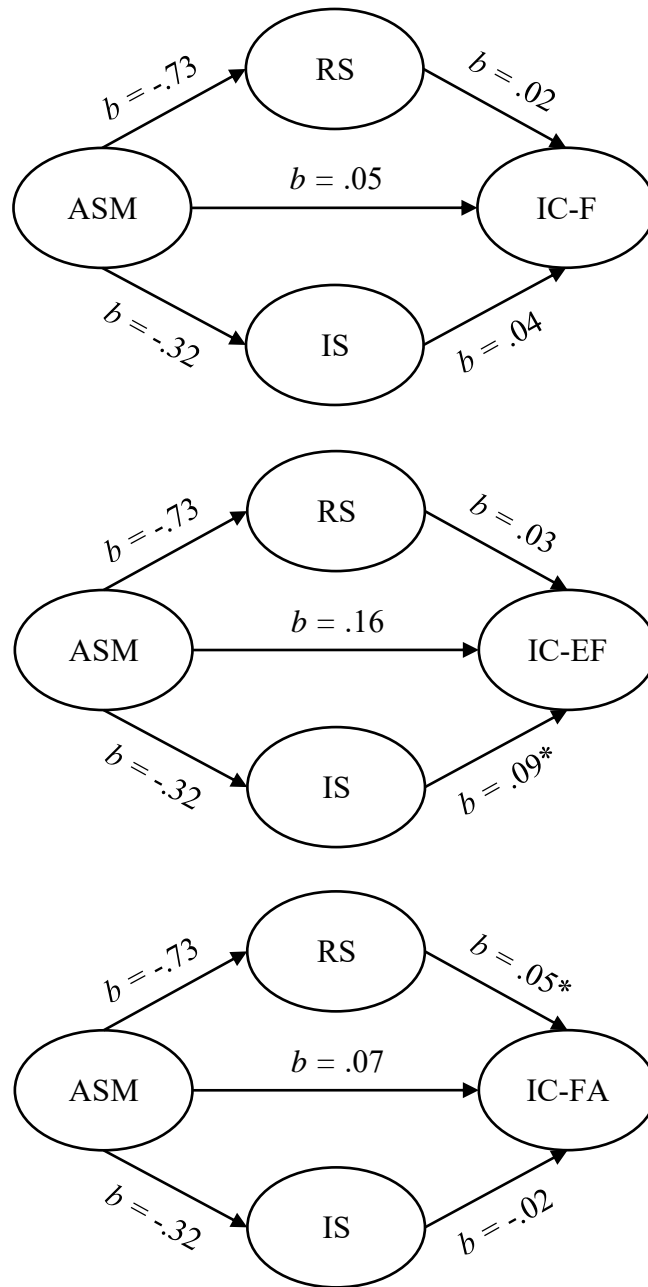 RS
b = -.73
b = .02
ASM
b = .05
IC-F
b = -.32
IS
b = .04
RS
b = -.73
b = .03
ASM
b = .16
IC-EF
b = -.32
IS
b = .09*
RS
b = -.73
b = .05*
ASM
b = .07
IC-FA
b = -.32
IS
b = -.02